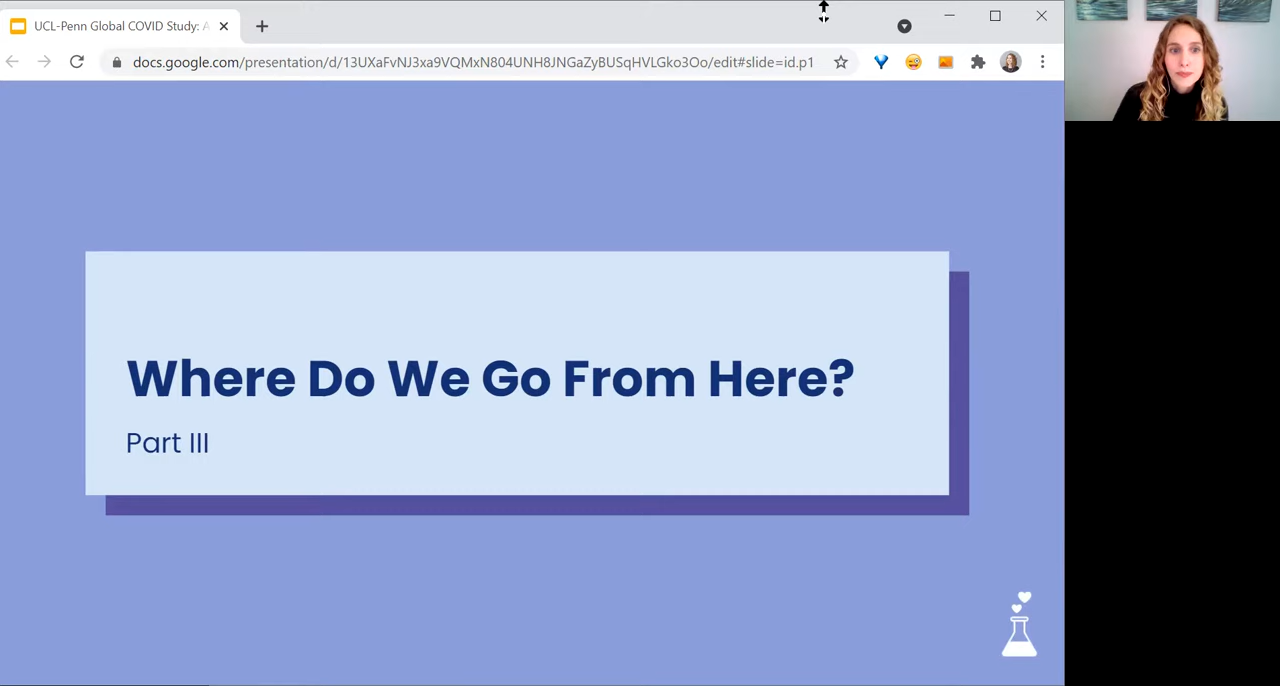 UCL-Penn Global COVID Study: A
docs.google.com/presentation/d/13UXaFvNJ3xa9VQMxN804UNH8JNGaZyBUSqHVLGko3Oo/edit#slide=id.p1
Where Do We Go From Here?
Part III